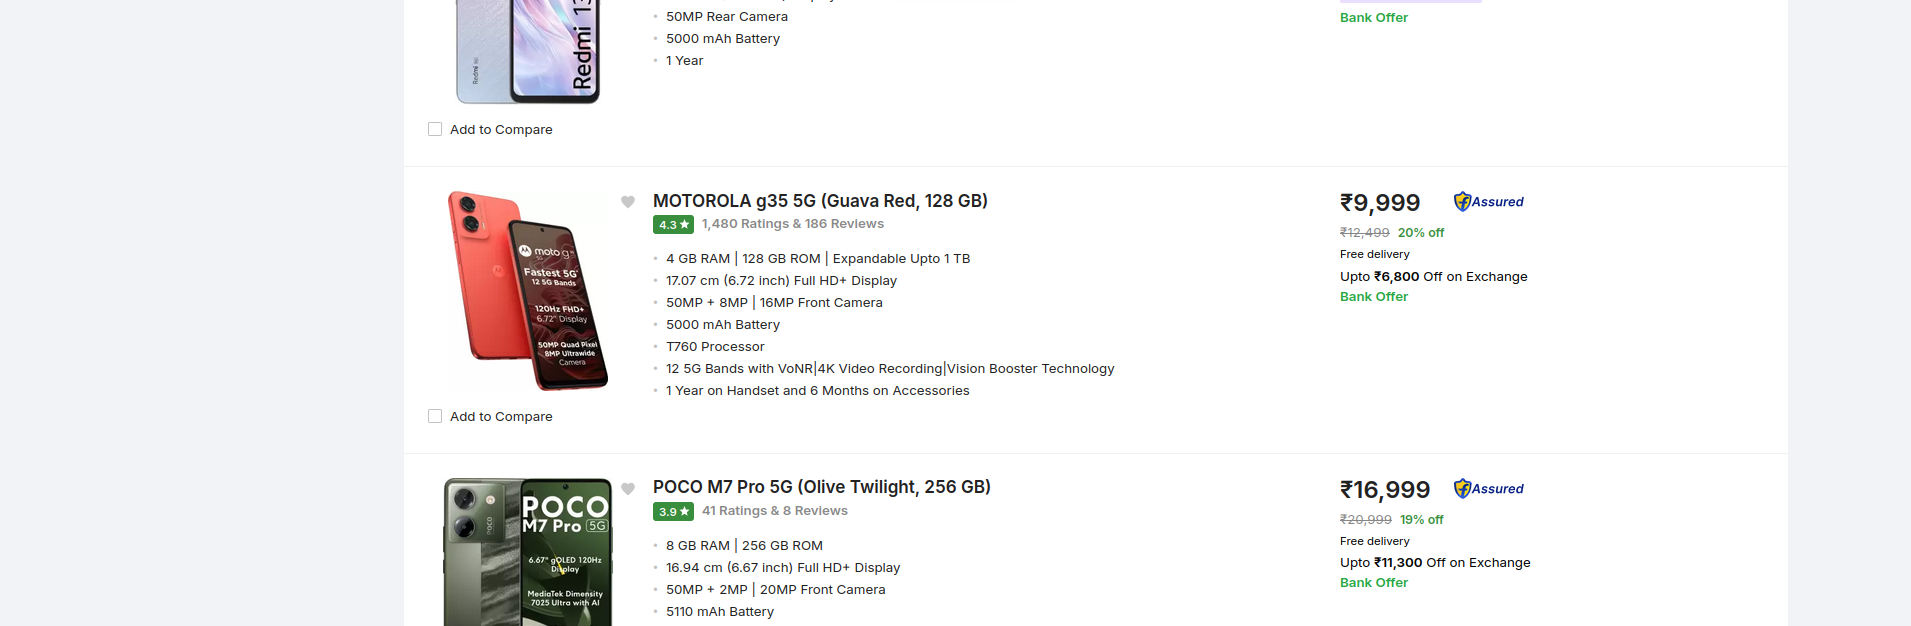 50MP Rear Camera
5000 mAh Battery
1 Year
Bank Offer
Redmi
Redmi 13
Add to Compare
MOTOROLA g35 5G (Guava Red, 128 GB)
4.3★ 1,480 Ratings & 186 Reviews
4 GB RAM | 128 GB ROM | Expandable Upto 1 TB
17.07 cm (6.72 inch) Full HD+ Display
50MP + 8MP | 16MP Front Camera
5000 mAh Battery
T760 Processor
12 5G Bands with VoNR|4K Video Recording|Vision Booster Technology
1 Year on Handset and 6 Months on Accessories
₹9,999 Assured
₹12,499 20% off
Free delivery
Upto ₹6,800 Off on Exchange
Bank Offer
moto g35
Fastest 5G
12 5G Bands
120Hz FHD+
6.72" Display
50MP Quad Pixel
8MP Ultrawide
Camera
Add to Compare
POCO M7 Pro 5G (Olive Twilight, 256 GB)
3.9★ 41 Ratings & 8 Reviews
8 GB RAM | 256 GB ROM
16.94 cm (6.67 inch) Full HD+ Display
50MP + 2MP | 20MP Front Camera
5110 mAh Battery
₹16,999 Assured
₹20,999 19% off
Free delivery
Upto ₹11,300 Off on Exchange
Bank Offer
POCO
POCO
M7 Pro 5G
6.67" gOLED 120Hz
Display
MediaTek Dimensity
7025 Ultra with AI